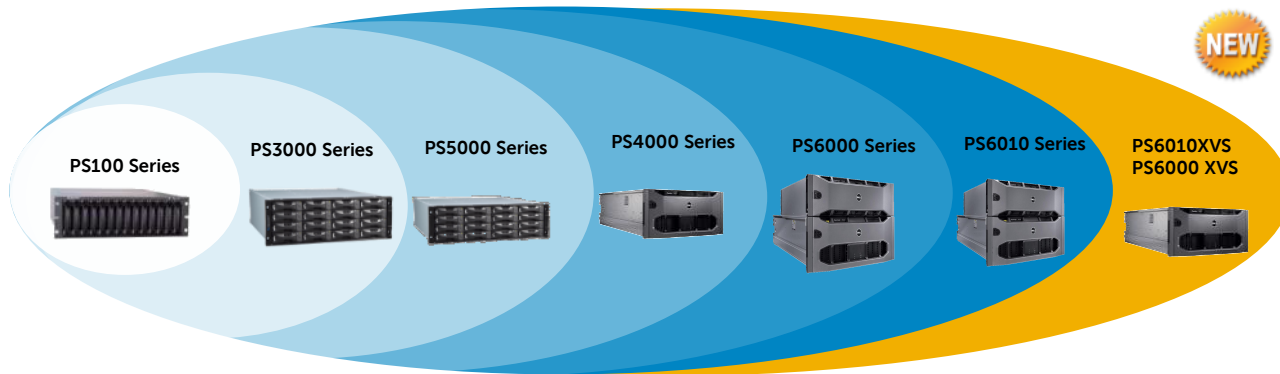 NEW
PS100 Series
PS3000 Series
PS5000 Series
PS4000 Series
PS6000 Series
PS6010 Series
PS6010XVS
PS6000 XVS